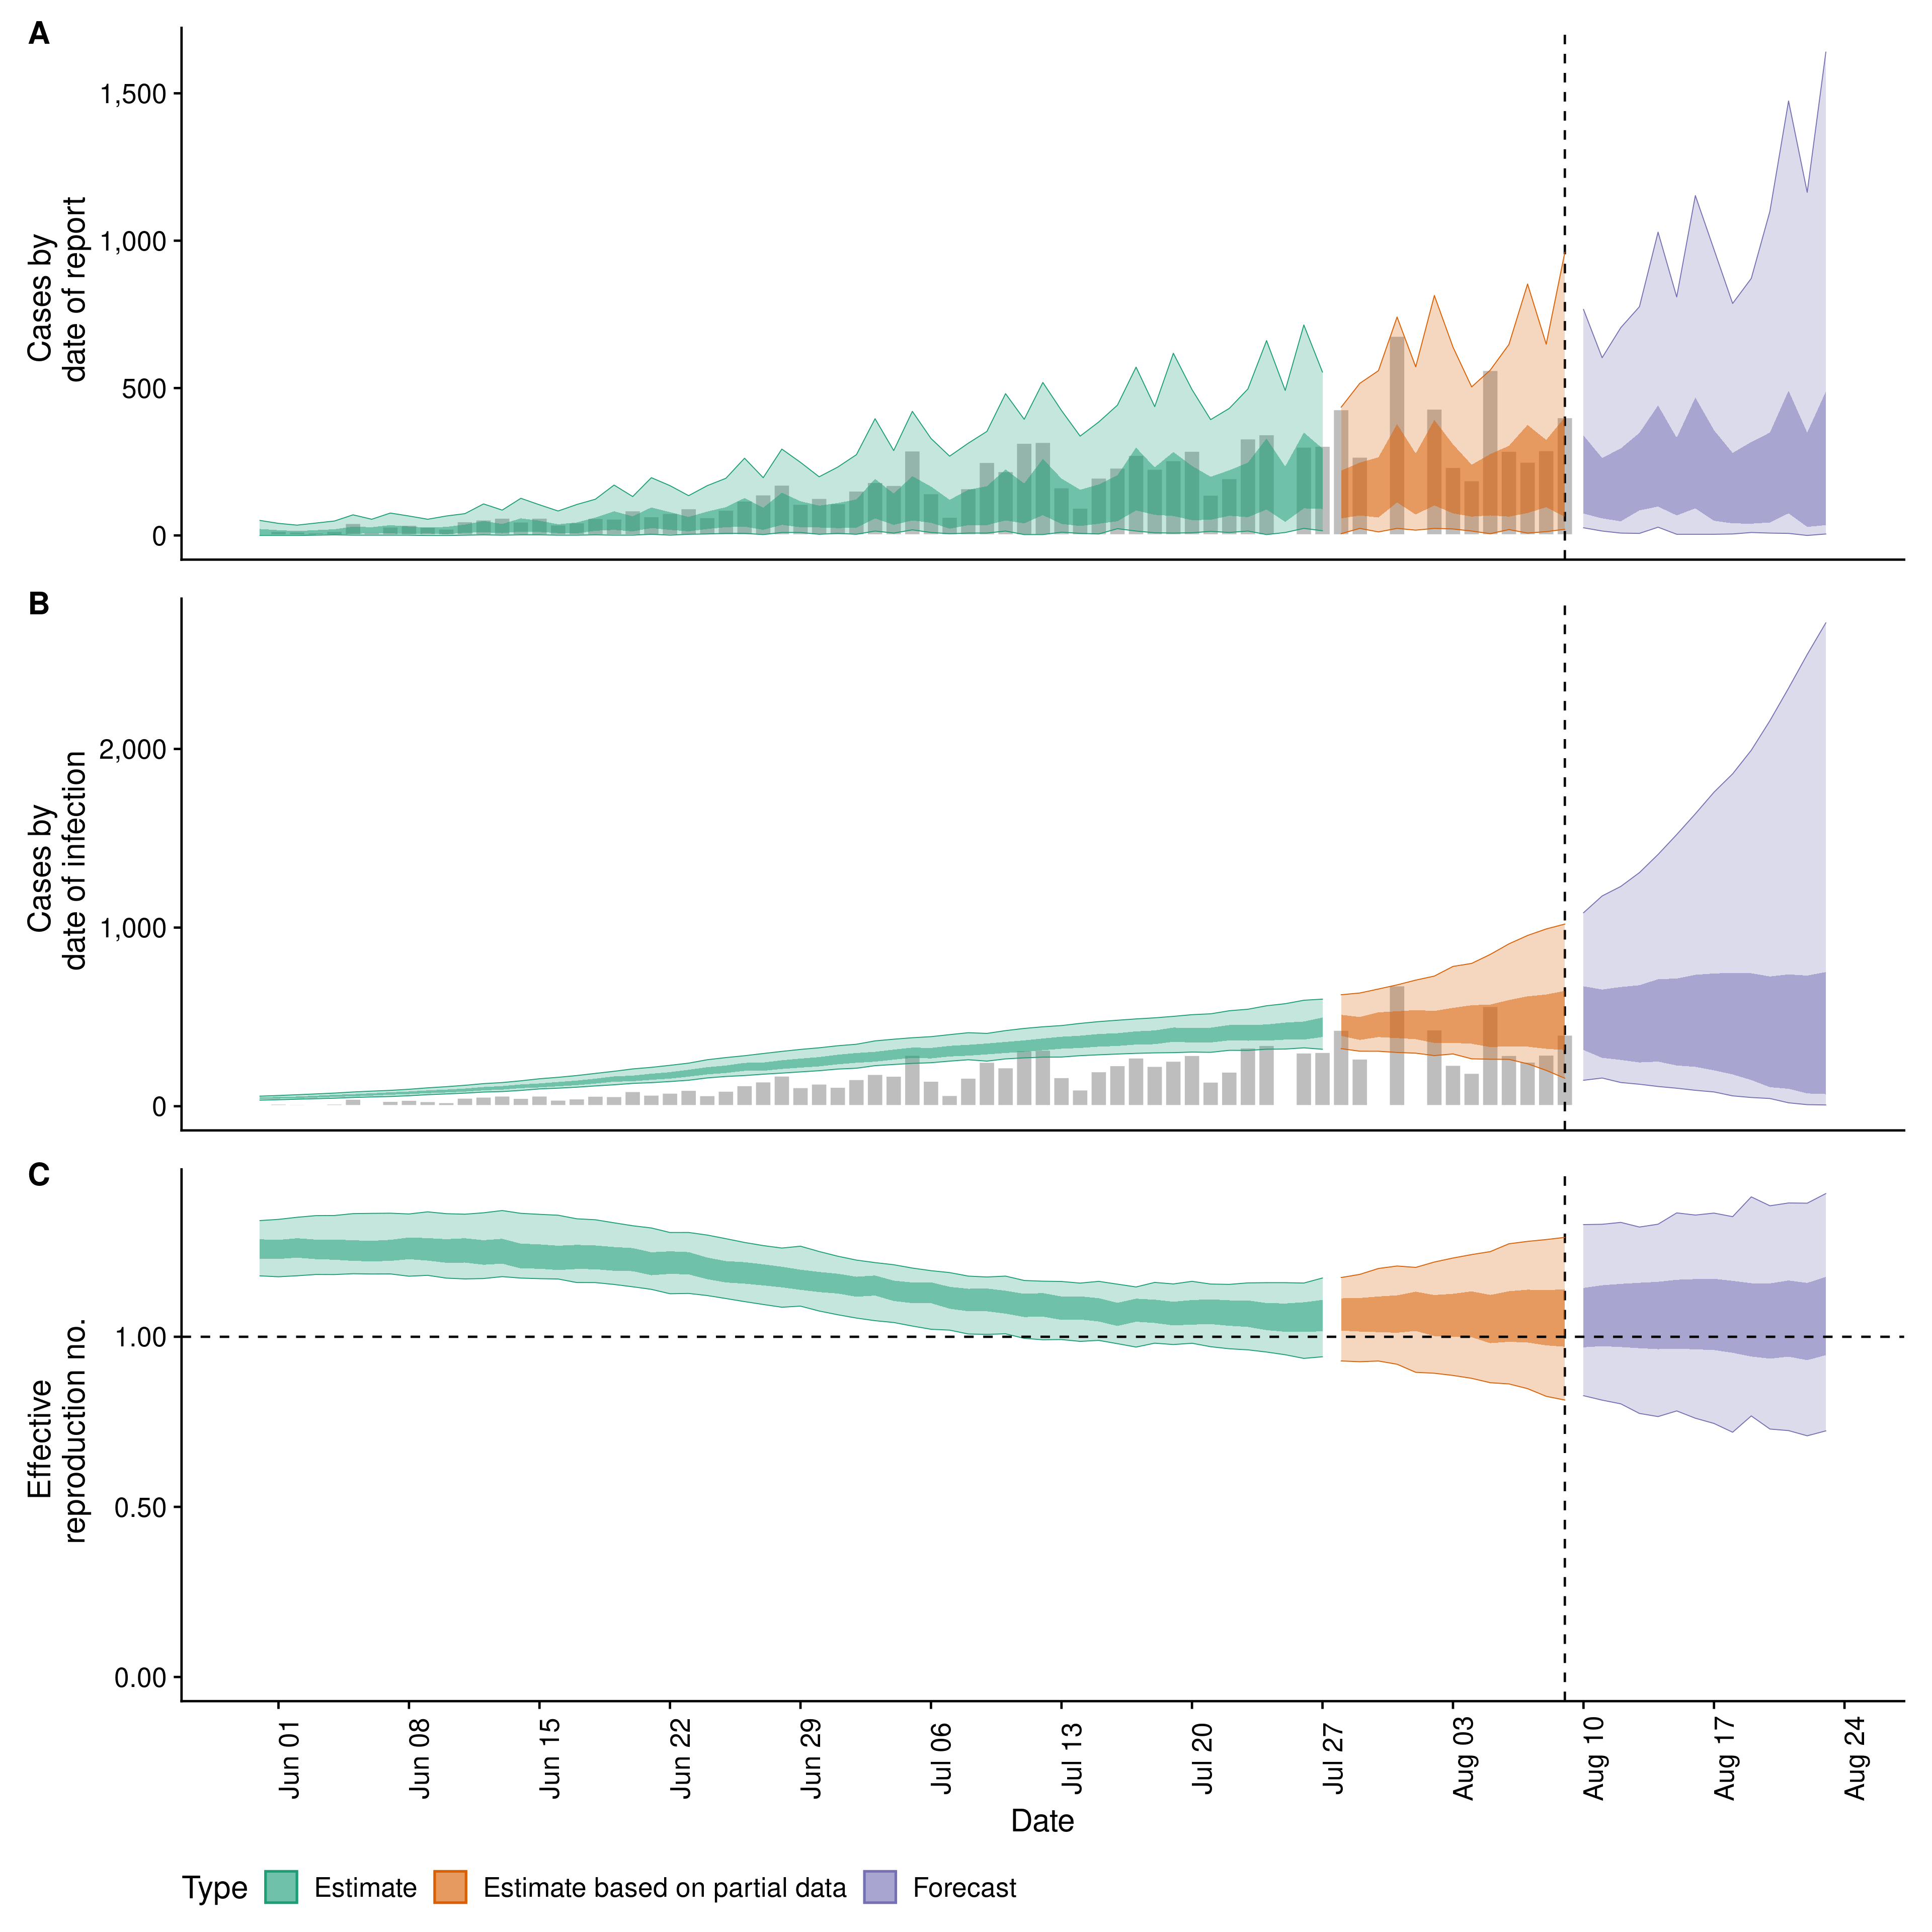 A
Cases by
date of report
1,500
1,000
500
0
B
Cases by
date of infection
2,000
1,000
0
C
Effective
reproduction no.
1.00
0.50
0.00
Jun 01
Jun 08
Jun 15
Jun 22
Jun 29
Jul 06
Jul 13
Jul 20
Jul 27
Aug 03
Aug 10
Aug 17
Aug 24
Date
Type Estimate Estimate based on partial data Forecast